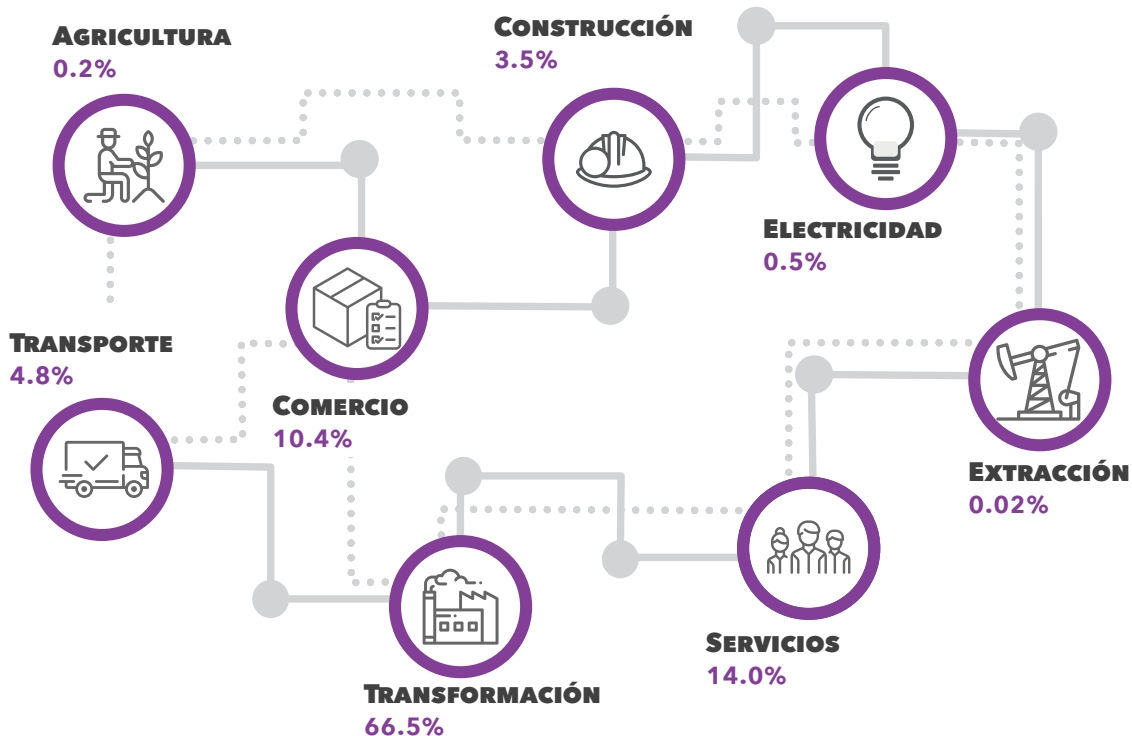 AGRICULTURA
0.2%
CONSTRUCCIÓN
3.5%
ELECTRICIDAD
0.5%
TRANSPORTE
4.8%
COMERCIO
10.4%
EXTRACCIÓN
0.02%
SERVICIOS
14.0%
TRANSFORMACIÓN
66.5%